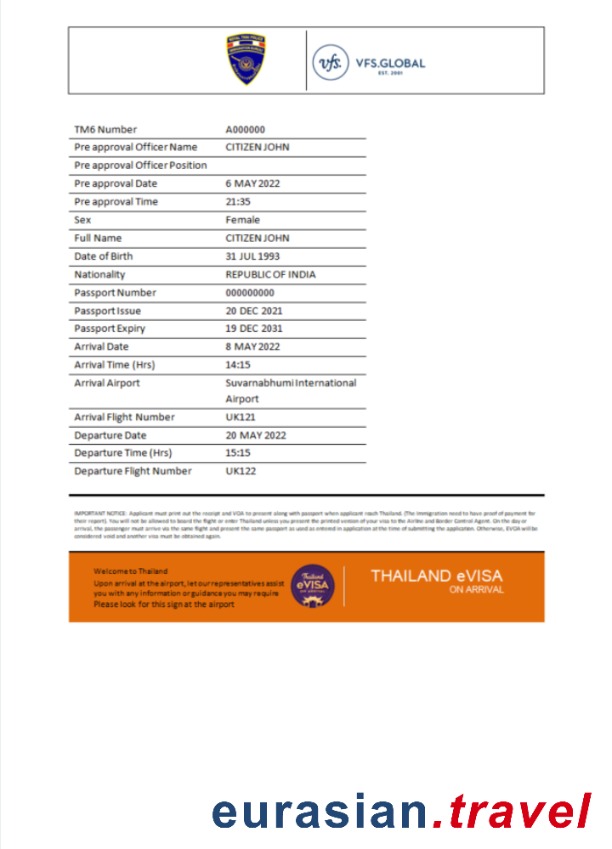 ROYAL THAI POLICE
IMMIGRATION BUREAU
vfs. VFS.GLOBAL
EST. 2001
TM6 Number A000000
Pre approval Officer Name CITIZEN JOHN
Pre approval Officer Position
Pre approval Date 6 MAY 2022
Pre approval Time 21:35
Sex Female
Full Name CITIZEN JOHN
Date of Birth 31 JUL 1993
Nationality REPUBLIC OF INDIA
Passport Number 000000000
Passport Issue 20 DEC 2021
Passport Expiry 19 DEC 2031
Arrival Date 8 MAY 2022
Arrival Time (Hrs) 14:15
Arrival Airport Suvarnabhumi International
Airport
Arrival Flight Number UK121
Departure Date 20 MAY 2022
Departure Time (Hrs) 15:15
Departure Flight Number UK122
IMPORTANT NOTICE: Applicant must print out the receipt and VOA to present along with passport when applicant reach Thailand. (The Immigration need to have proof of payment for
their report). You will not be allowed to board the flight or enter Thailand unless you present the printed version of your visa to the Airline and Border Control Agent. On the day or
arrival, the passenger must arrive via the same flight and present the same passport as used as entered in application at the time of submitting the application. Otherwise, EVOA will be
considered void and another visa must be obtained again.
Welcome to Thailand
Upon arrival at the airport, let our representatives assist
you with any information or guidance you may require
Please look for this sign at the airport
Thailand
eVISA
ON ARRIVAL
THAILAND eVISA
ON ARRIVAL
eurasian.travel